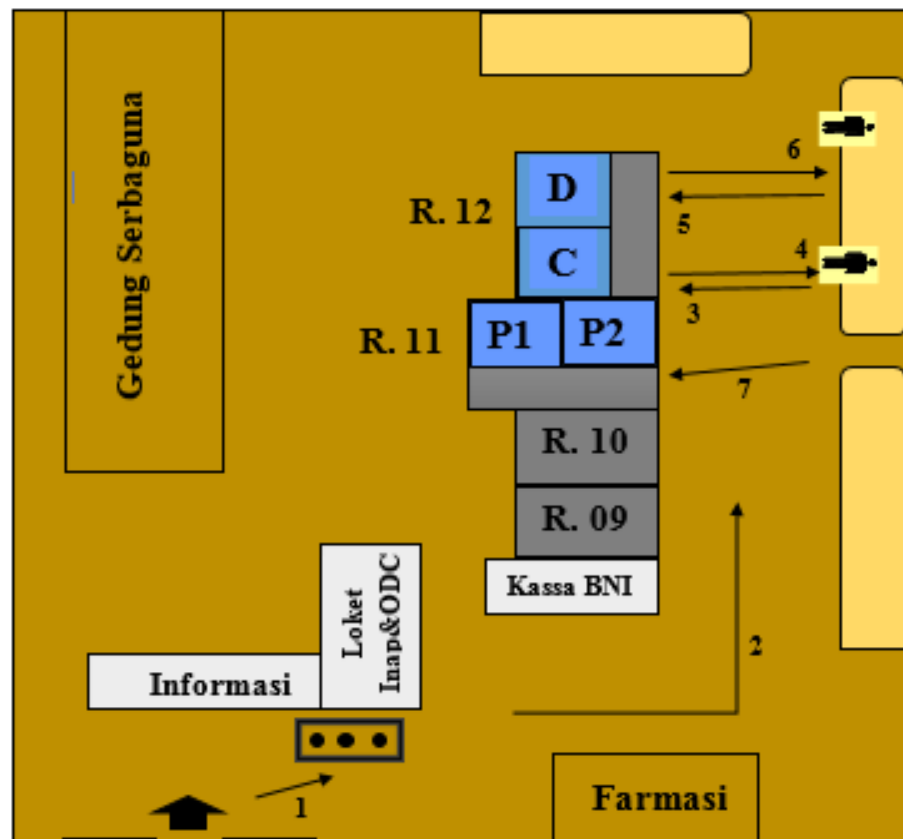 Gedung Serbaguna
R. 12
D
C
6
5
4
3
R. 11
P1
P2
7
R. 10
R. 09
Kassa BNI
Loket
Inap&ODC
Informasi
2
1
Farmasi